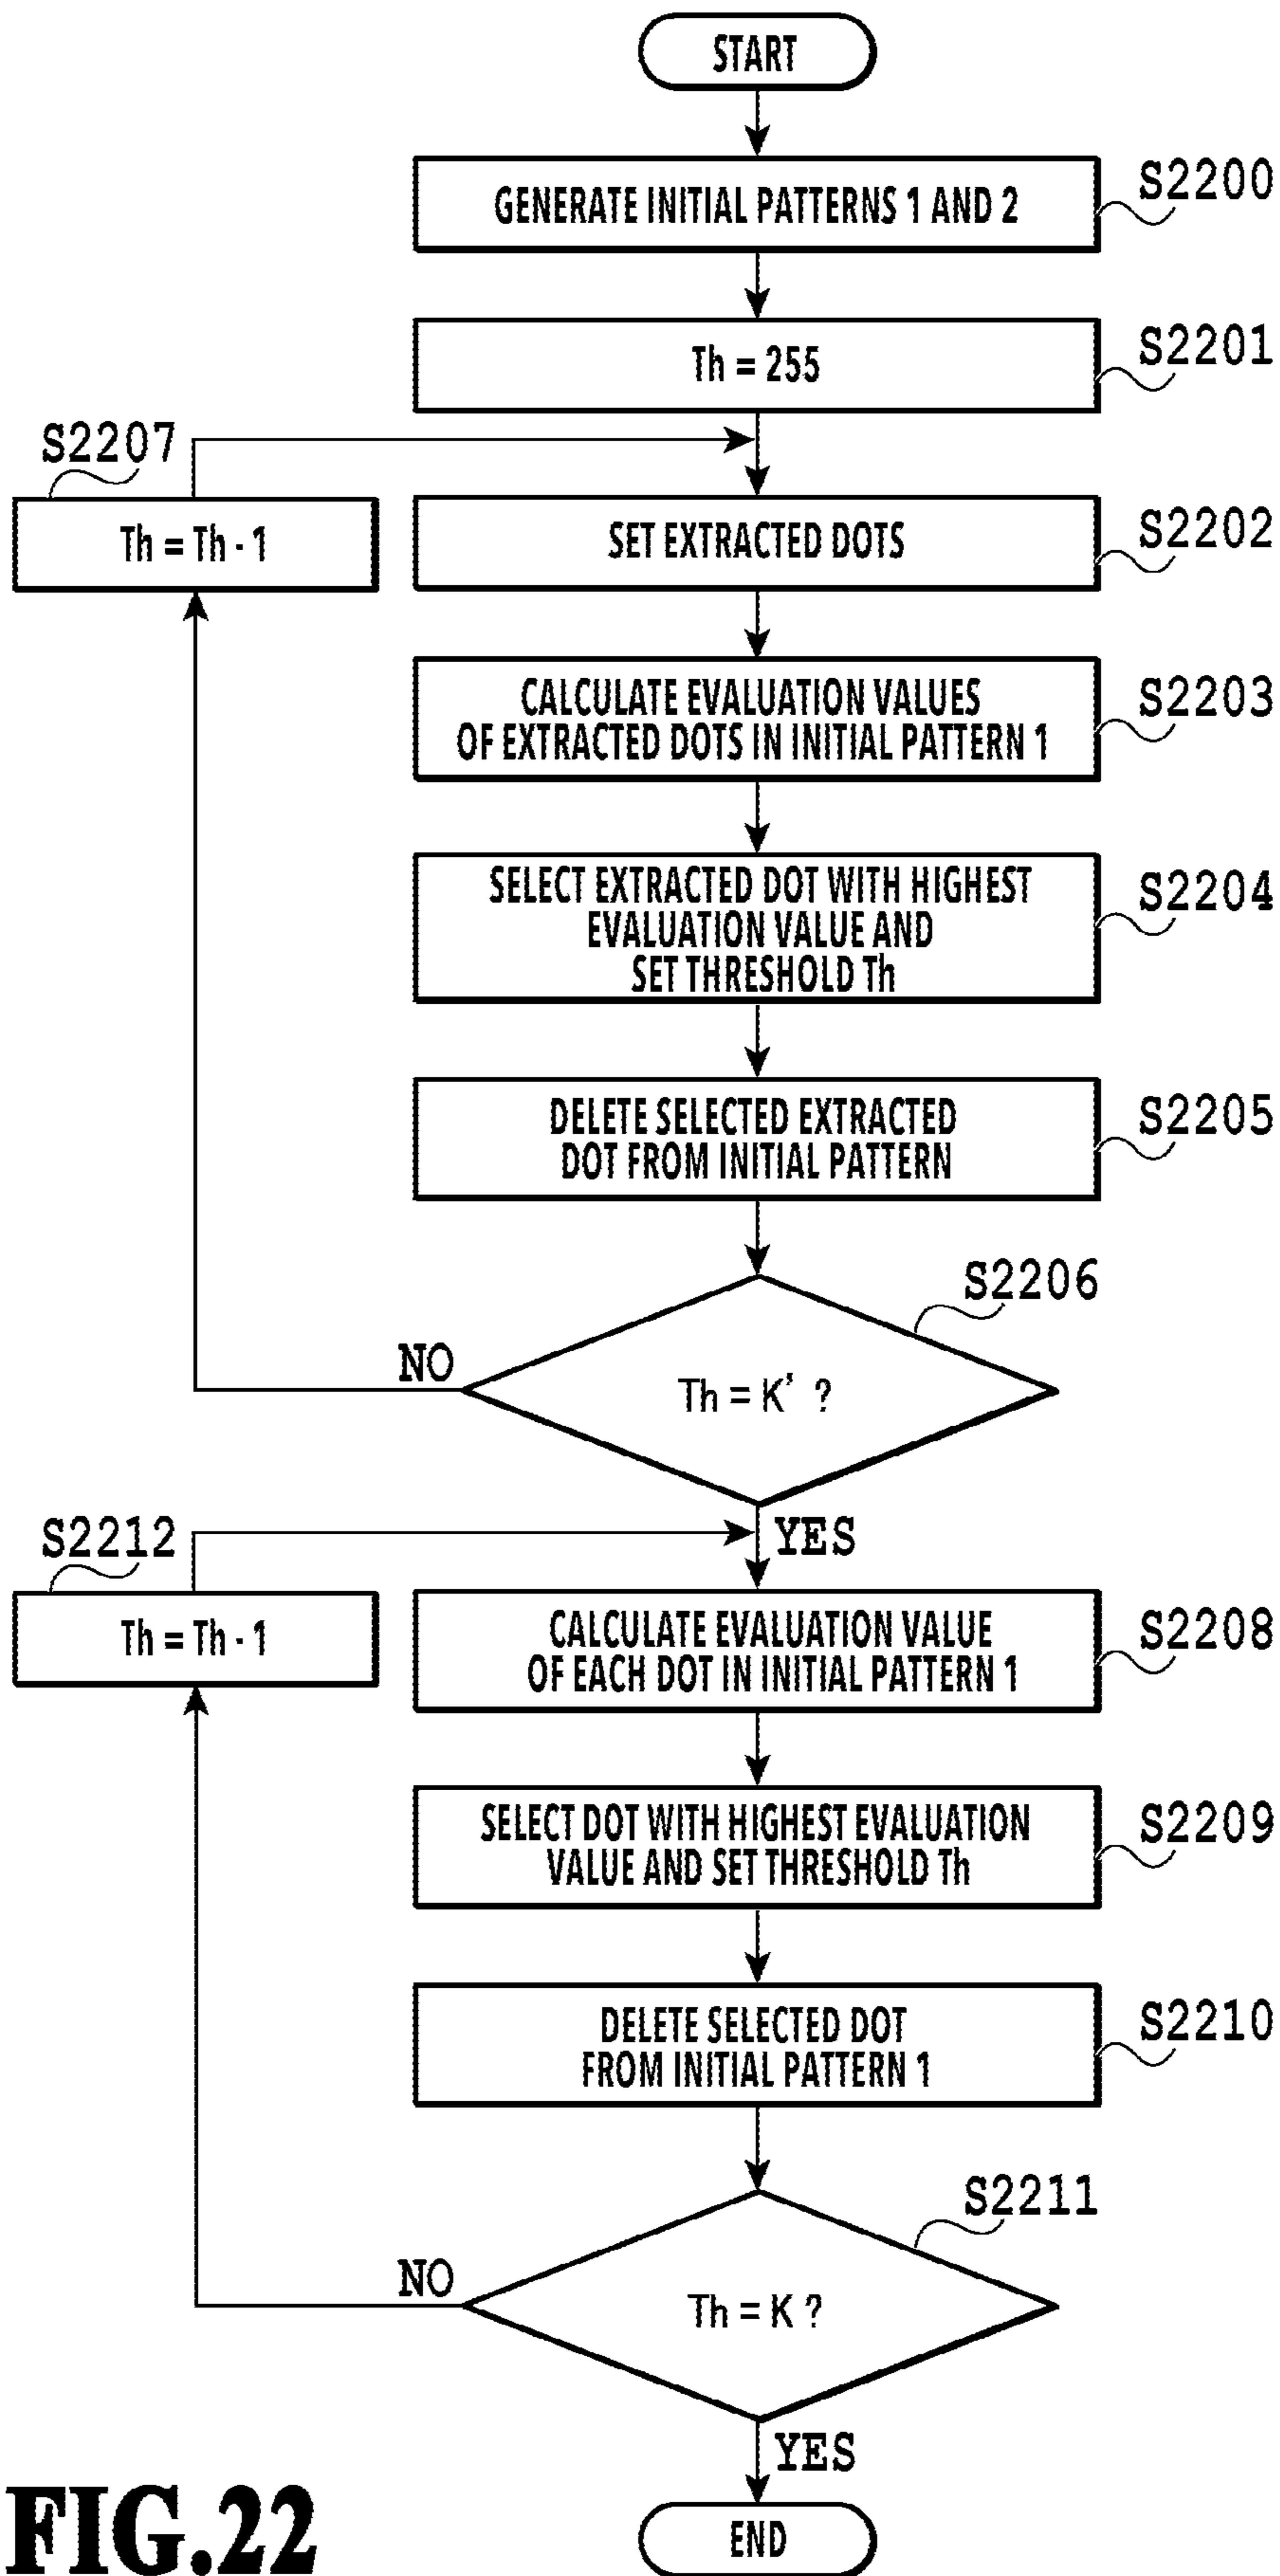 START
GENERATE INITIAL PATTERNS 1 AND 2
S2200
Th = 255
S2201
S2207
Th = Th - 1
SET EXTRACTED DOTS
S2202
CALCULATE EVALUATION VALUES
OF EXTRACTED DOTS IN INITIAL PATTERN 1
S2203
SELECT EXTRACTED DOT WITH HIGHEST
EVALUATION VALUE AND
SET THRESHOLD Th
S2204
DELETE SELECTED EXTRACTED
DOT FROM INITIAL PATTERN
S2205
S2206
NO
Th = K' ?
YES
S2212
Th = Th - 1
CALCULATE EVALUATION VALUE
OF EACH DOT IN INITIAL PATTERN 1
S2208
SELECT DOT WITH HIGHEST EVALUATION
VALUE AND SET THRESHOLD Th
S2209
DELETE SELECTED DOT
FROM INITIAL PATTERN 1
S2210
S2211
NO
Th = K ?
YES
END
FIG.22